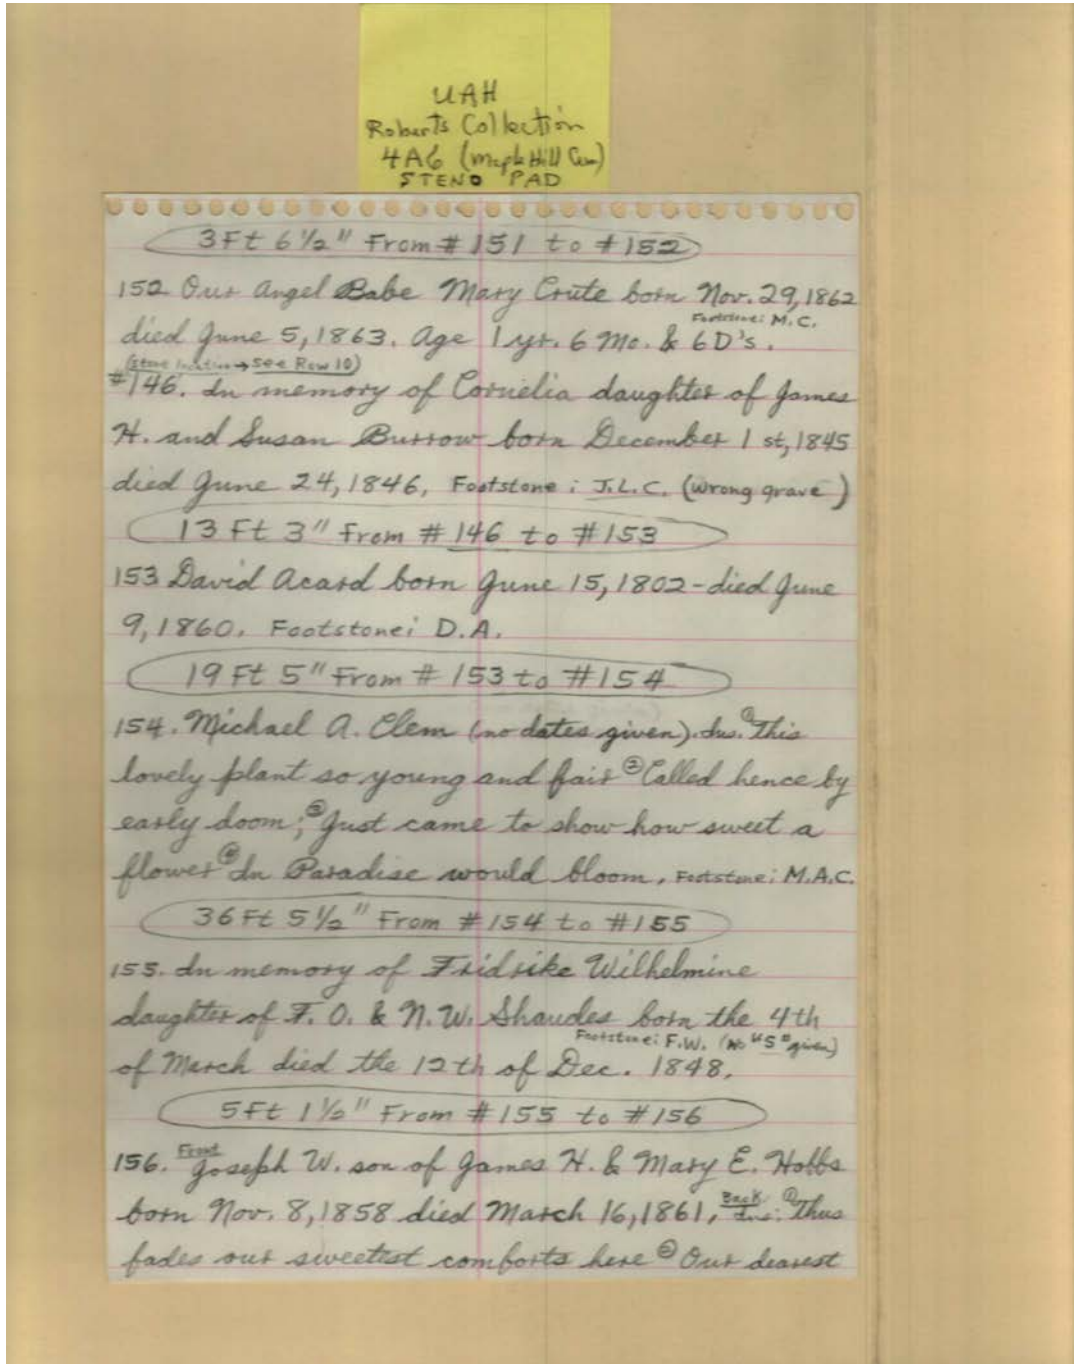 UAH
Roberts Collection
4A6 (Maple Hill Cem)
STENO PAD
3Ft 6½" From #151 to #152
152 Our Angel Babe Mary Crute born Nov. 29, 1862
Footstone: M.C.
died June 5, 1863. Age 1 yr. 6 Mo. & 6 D's.
(stone location → see Row 10)
#146. In memory of Cornelia daughter of James
H. and Susan Burrow born December 1 st, 1845
died June 24, 1846, Footstone: J.L.C. (wrong grave)
13 Ft 3" From #146 to #153
153 David Acard born June 15, 1802 - died June
9, 1860. Footstone: D.A.
19 Ft 5" From #153 to #154
154. Michael A. Clem (no dates given). Ins. ①This
lovely plant so young and fair ②Called hence by
early doom; ③Just came to show how sweet a
flower ④In Paradise would bloom. Footstone: M.A.C.
36 Ft 5½" From #154 to #155
155. In memory of Fridrike Wilhelmine
daughter of F. O. & N. W. Shaudes born the 4th
Footstone: F.W. (No "S" given)
of March died the 12th of Dec. 1848.
5 Ft 1½" From #155 to #156
156. Front Joseph W. son of James H. & Mary E. Hobbs
born Nov. 8, 1858 died March 16, 1861, Back Ins: ①Thus
fades our sweetest comforts here ②Our dearest